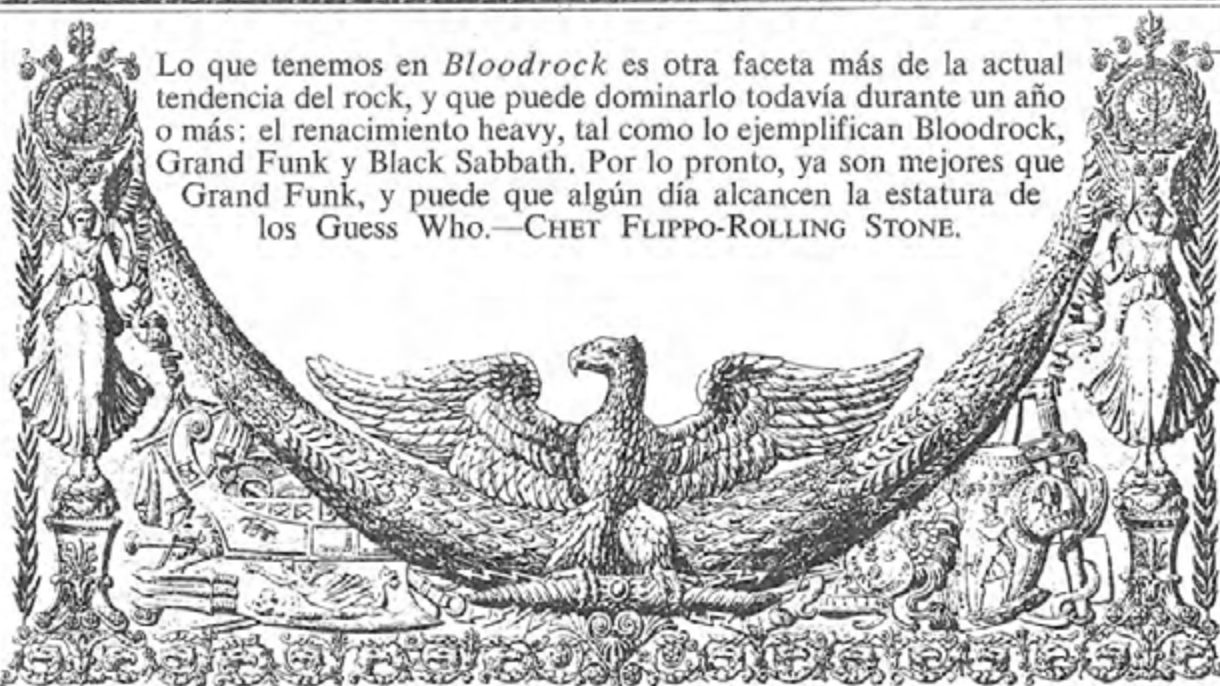 Lo que tenemos en Bloodrock es otra faceta más de la actual
tendencia del rock, y que puede dominarlo todavía durante un año
o más: el renacimiento heavy, tal como lo ejemplifican Bloodrock,
Grand Funk y Black Sabbath. Por lo pronto, ya son mejores que
Grand Funk, y puede que algún día alcancen la estatura de
los Guess Who.—CHET FLIPPO-ROLLING STONE.